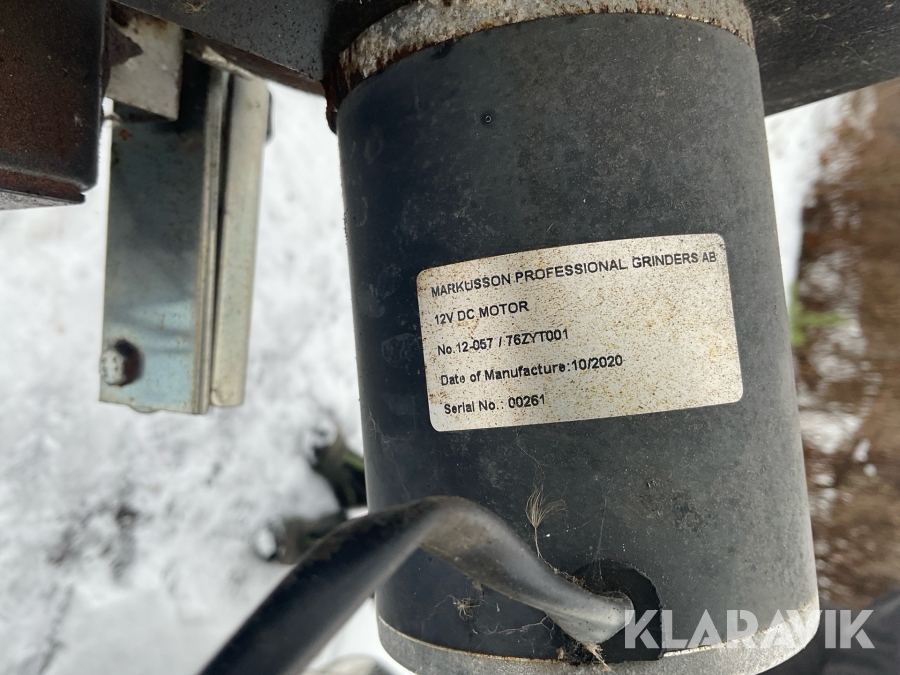 MARKUSSON PROFESSIONAL GRINDERS AB
12V DC MOTOR
No.12-057 / 76ZYT001
Date of Manufacture:10/2020
Serial No.: 00261
KLARAVIK